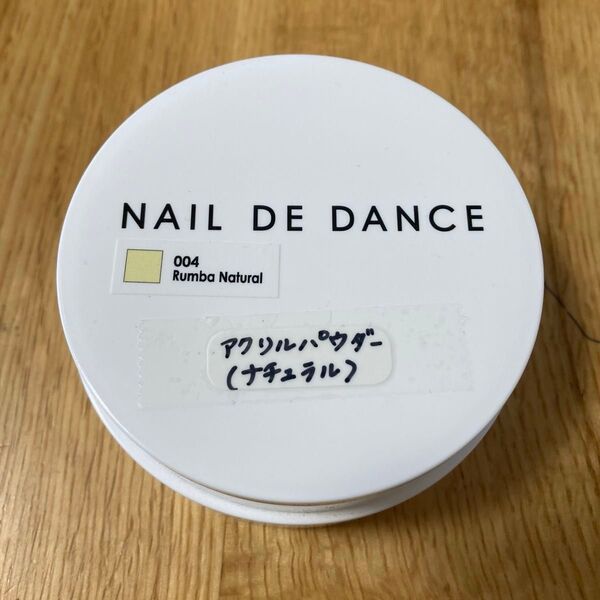 NAIL DE DANCE
004
Rumba Natural
アクリルパウダー
(ナチュラル)